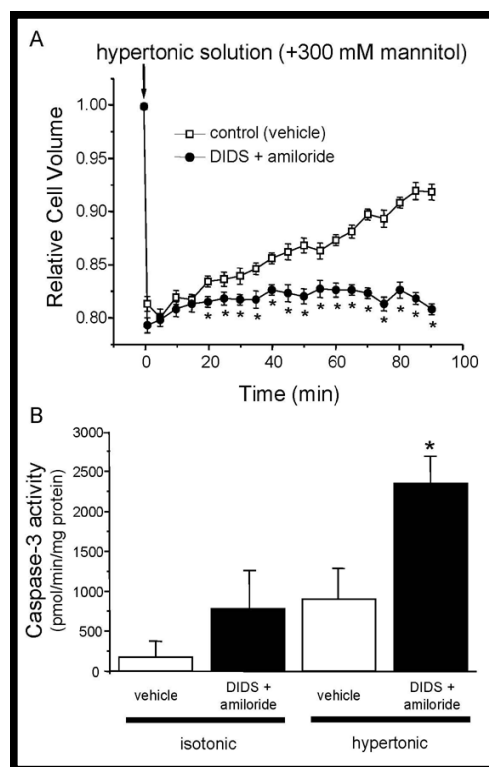 A
hypertonic solution (+300 mM mannitol)
1.00
0.95
0.90
0.85
0.80
Relative Cell Volume
control (vehicle)
DIDS + amiloride
* * * * * * * * * * * * * * *
0 20 40 60 80 100
Time (min)
B
3000
2500
2000
1500
1000
500
0
Caspase-3 activity
(pmol/min/mg protein)
*
vehicle DIDS + amiloride vehicle DIDS + amiloride
isotonic hypertonic